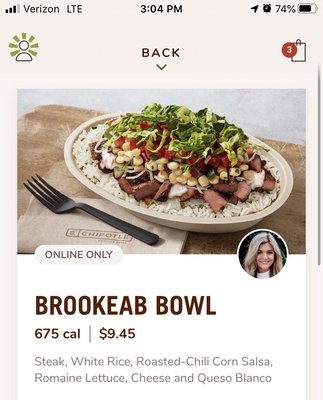 Verizon LTE 3:04 PM 74%
BACK
3
CHIPOTLE
ONLINE ONLY
BROOKEAB BOWL
675 cal | $9.45
Steak, White Rice, Roasted-Chili Corn Salsa,
Romaine Lettuce, Cheese and Queso Blanco